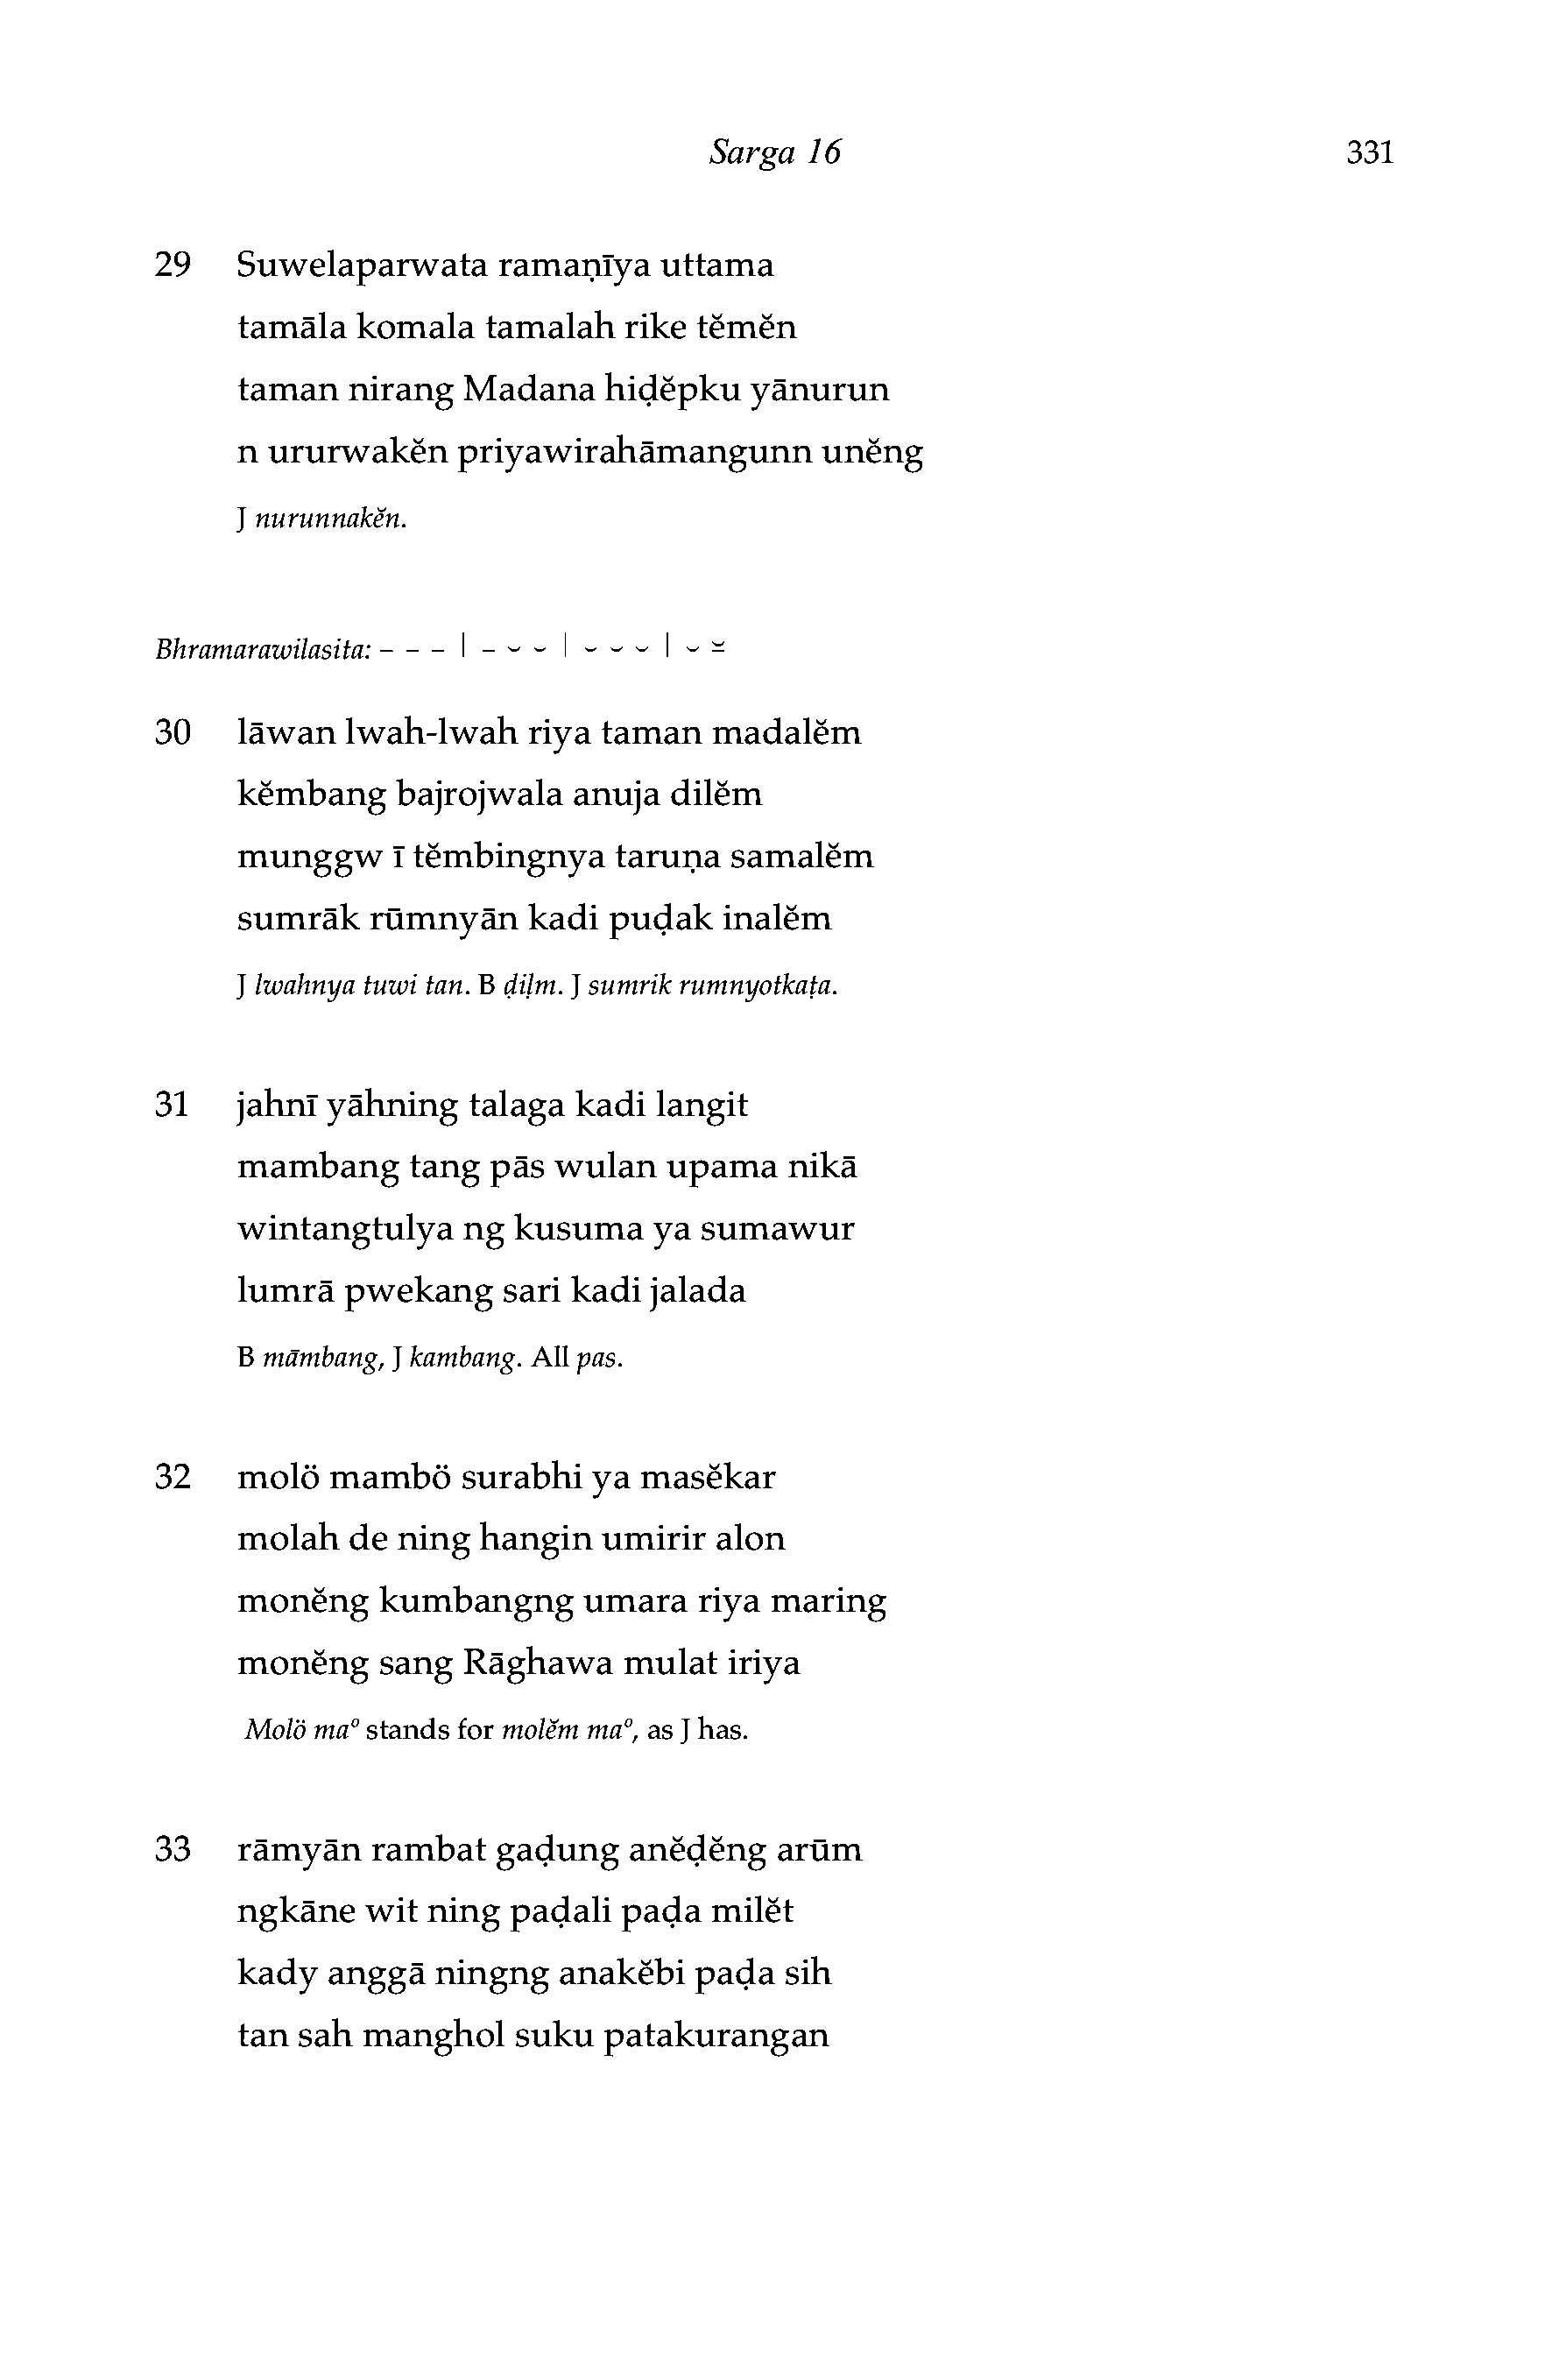 Sarga 16 331
29 Suwelaparwata ramaṇīya uttama
tamāla komala tamalah rike tĕmĕn
taman nirang Madana hiḍĕpku yānurun
n ururwakĕn priyawirahāmangunn unĕng
J nurunnakĕn.
Bhramarawilasita: – – – | – ⏑ ⏑ | ⏑ ⏑ ⏑ | ⏑ ⏓
30 lāwan lwah-lwah riya taman madalĕm
kĕmbang bajrojwala anuja dilĕm
munggw ī tĕmbingnya taruṇa samalĕm
sumrāk rūmnyān kadi puḍak inalĕm
J lwahnya tuwi tan. B ḍiḷm. J sumrik rumnyotkaṭa.
31 jahnī yāhning talaga kadi langit
mambang tang pās wulan upama nikā
wintangtulya ng kusuma ya sumawur
lumrā pwekang sari kadi jalada
B māmbang, J kambang. All pas.
32 molö mambö surabhi ya masĕkar
molah de ning hangin umirir alon
monĕng kumbangng umara riya maring
monĕng sang Rāghawa mulat iriya
Molö maº stands for molĕm maº, as J has.
33 rāmyān rambat gaḍung anĕḍĕng arūm
ngkāne wit ning paḍali paḍa milĕt
kady anggā ningng anakĕbi paḍa sih
tan sah manghol suku patakurangan